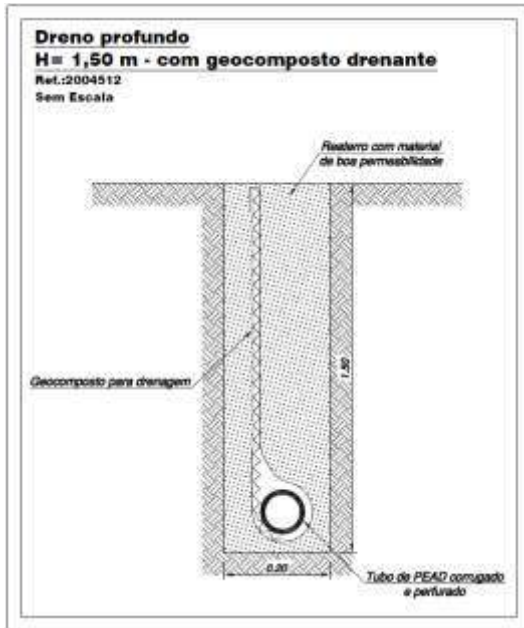 Dreno profundo
H= 1,50 m - com geocomposto drenante
Ref.:2004512
Sem Escala
Reaterro com material
de boa permeabilidade
1.50
Geocomposto para drenagem
0.20
Tubo de PEAD corrugado
e perfurado